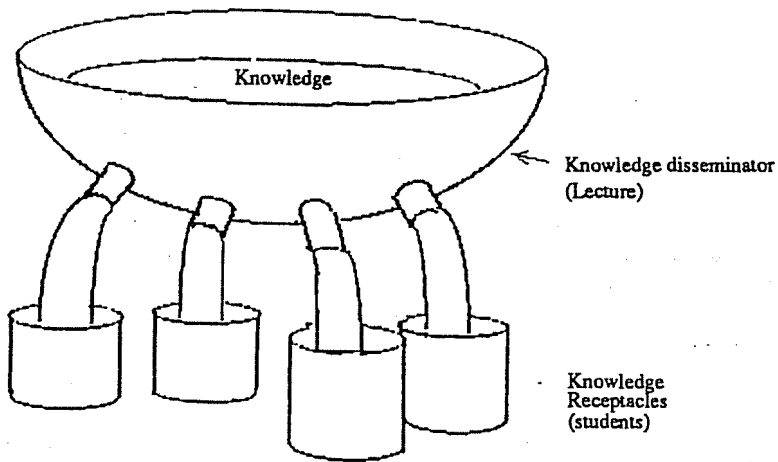 Knowledge
Knowledge disseminator
(Lecture)
Knowledge
Receptacles
(students)